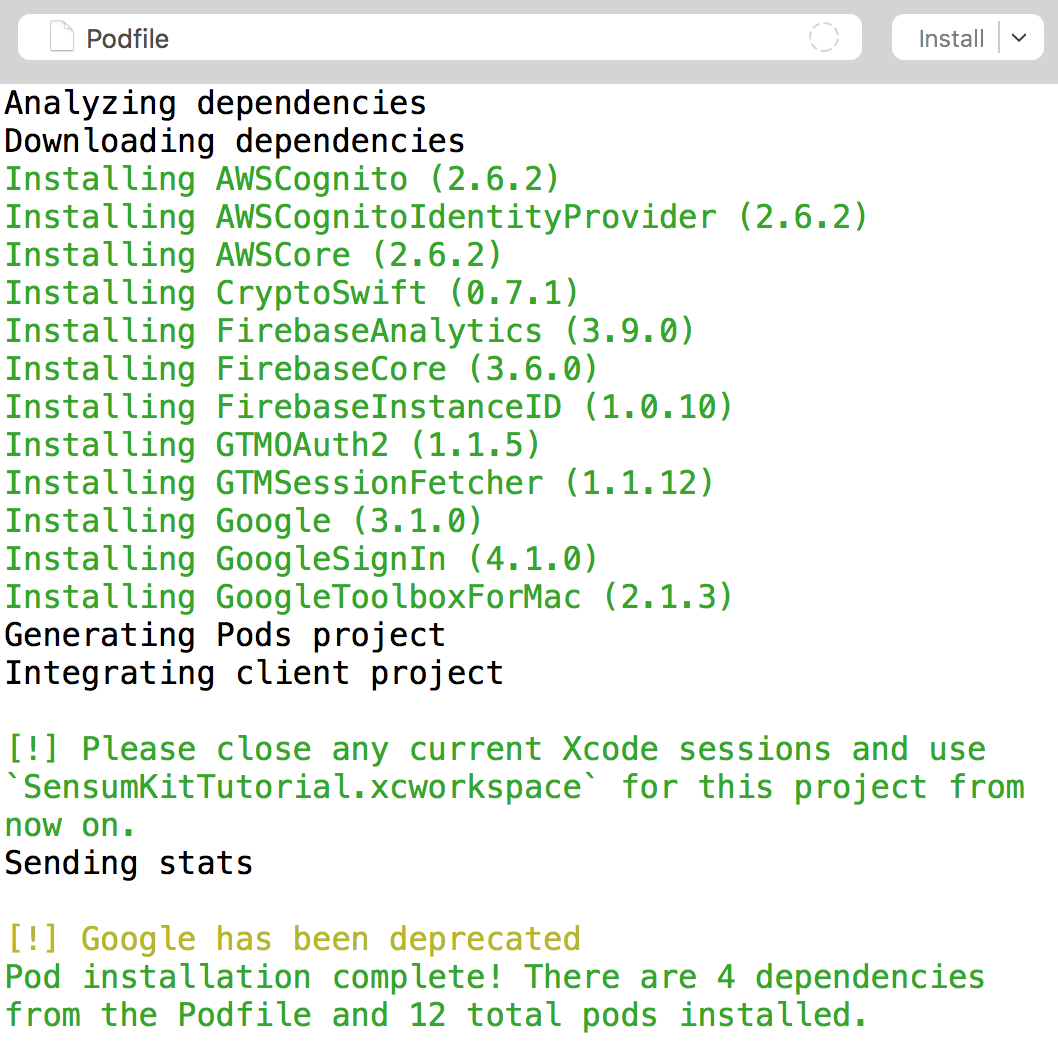 Podfile
Install
Analyzing dependencies
Downloading dependencies
Installing AWSCognito (2.6.2)
Installing AWSCognitoIdentityProvider (2.6.2)
Installing AWSCore (2.6.2)
Installing CryptoSwift (0.7.1)
Installing FirebaseAnalytics (3.9.0)
Installing FirebaseCore (3.6.0)
Installing FirebaseInstanceID (1.0.10)
Installing GTMOAuth2 (1.1.5)
Installing GTMSessionFetcher (1.1.12)
Installing Google (3.1.0)
Installing GoogleSignIn (4.1.0)
Installing GoogleToolboxForMac (2.1.3)
Generating Pods project
Integrating client project
[!] Please close any current Xcode sessions and use
`SensumKitTutorial.xcworkspace` for this project from
now on.
Sending stats
[!] Google has been deprecated
Pod installation complete! There are 4 dependencies
from the Podfile and 12 total pods installed.